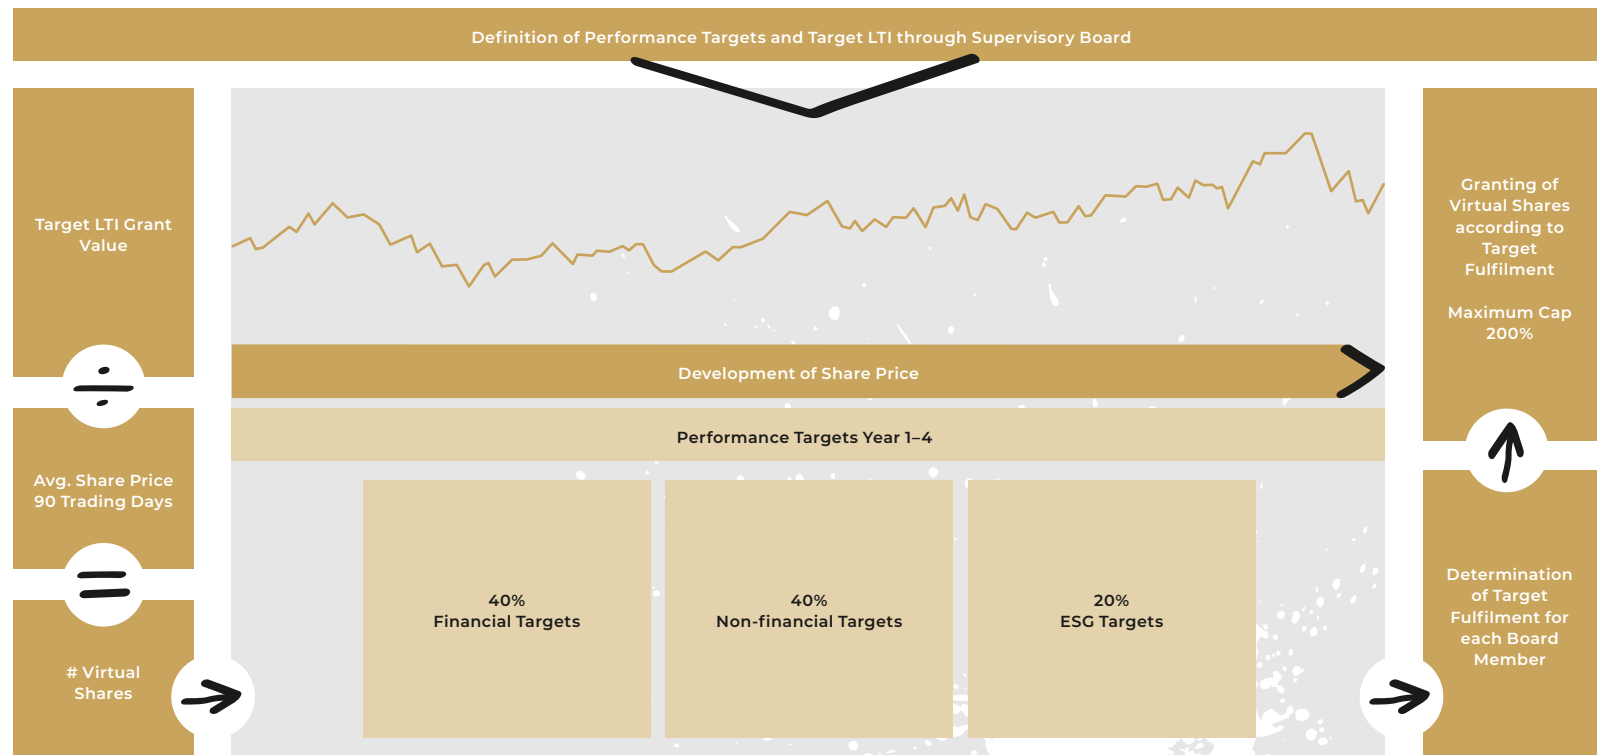 Definition of Performance Targets and Target LTI through Supervisory Board
Target LTI Grant
Value
Avg. Share Price
90 Trading Days
# Virtual
Shares
Development of Share Price
Performance Targets Year 1–4
40%
Financial Targets
40%
Non-financial Targets
20%
ESG Targets
Granting of
Virtual Shares
according to
Target
Fulfilment
Maximum Cap
200%
Determination
of Target
Fulfilment for
each Board
Member